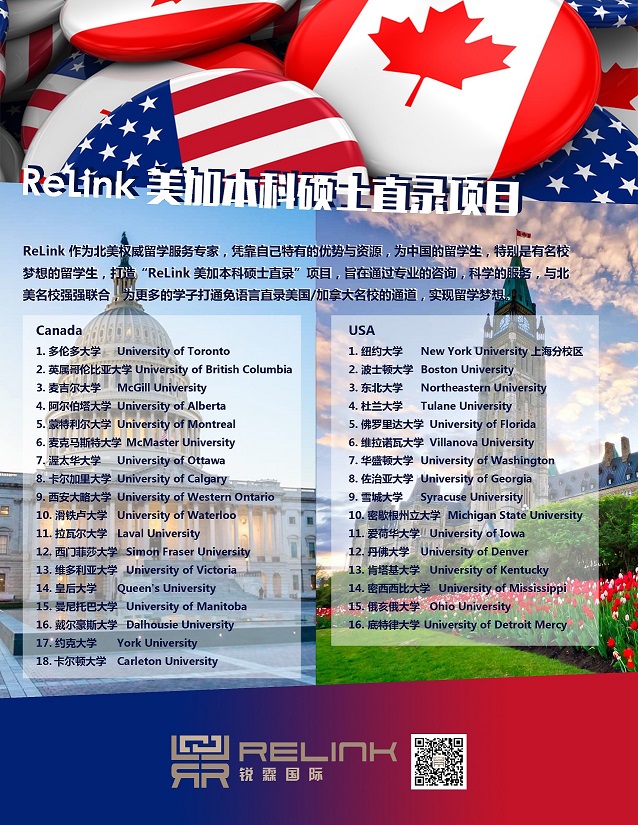 ReLink 美加本科硕士直录项目
ReLink 作为北美权威留学服务专家，凭靠自己特有的优势与资源，为中国的留学生，特别是有名校
梦想的留学生，打造“ReLink 美加本科硕士直录”项目，旨在通过专业的咨询，科学的服务，与北
美名校强强联合，为更多的学子打通免语言直录美国/加拿大名校的通道，实现留学梦想。
Canada
1. 多伦多大学 University of Toronto
2. 英属哥伦比亚大学 University of British Columbia
3. 麦吉尔大学 McGill University
4. 阿尔伯塔大学 University of Alberta
5. 蒙特利尔大学 University of Montreal
6. 麦克马斯特大学 McMaster University
7. 渥太华大学 University of Ottawa
8. 卡尔加里大学 University of Calgary
9. 西安大略大学 University of Western Ontario
10. 滑铁卢大学 University of Waterloo
11. 拉瓦尔大学 Laval University
12. 西门菲莎大学 Simon Fraser University
13. 维多利亚大学 University of Victoria
14. 皇后大学 Queen's University
15. 曼尼托巴大学 University of Manitoba
16. 戴尔豪斯大学 Dalhousie University
17. 约克大学 York University
18. 卡尔顿大学 Carleton University
USA
1. 纽约大学 New York University 上海分校区
2. 波士顿大学 Boston University
3. 东北大学 Northeastern University
4. 杜兰大学 Tulane University
5. 佛罗里达大学 University of Florida
6. 维拉诺瓦大学 Villanova University
7. 华盛顿大学 University of Washington
8. 佐治亚大学 University of Georgia
9. 雪城大学 Syracuse University
10. 密歇根州立大学 Michigan State University
11. 爱荷华大学 University of Iowa
12. 丹佛大学 University of Denver
13. 肯塔基大学 University of Kentucky
14. 密西西比大学 University of Mississippi
15. 俄亥俄大学 Ohio University
16. 底特律大学 University of Detroit Mercy
RELINK
锐霖国际